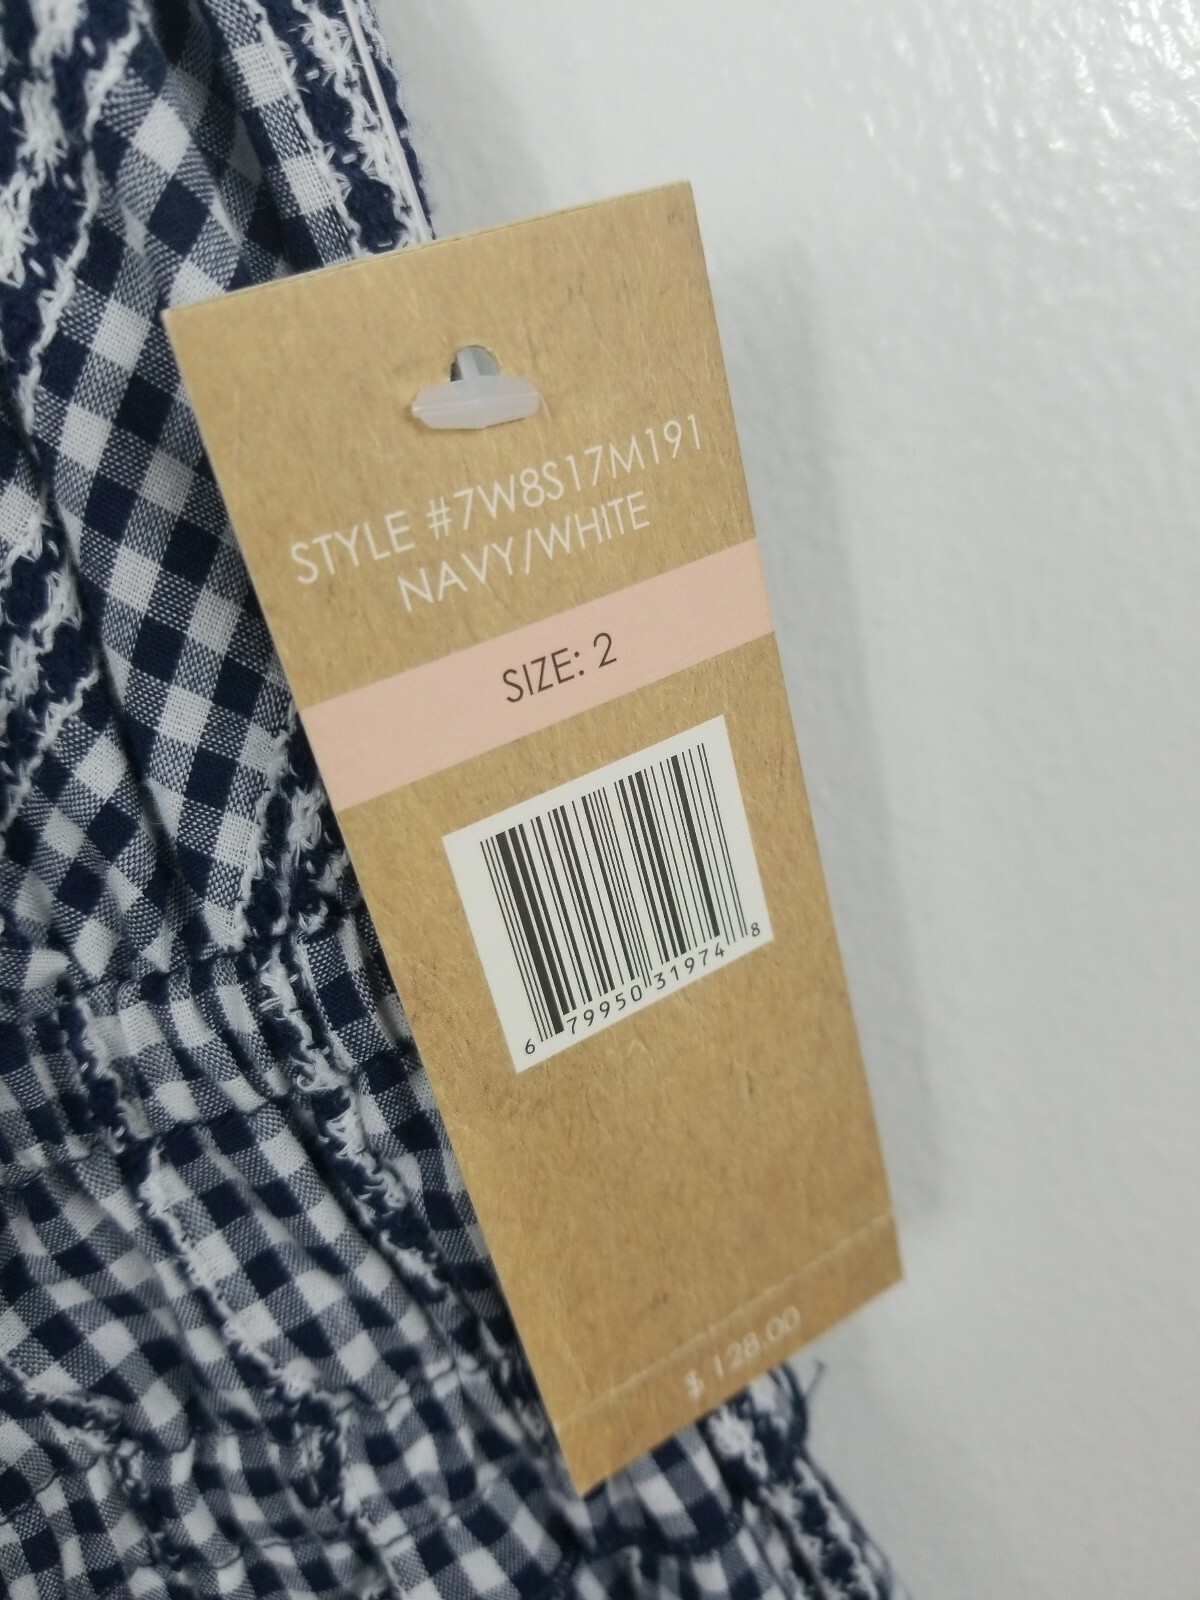 STYLE #7W8S17M191
NAVY/WHITE
SIZE: 2
6 79950 31974 8
$ 128.00